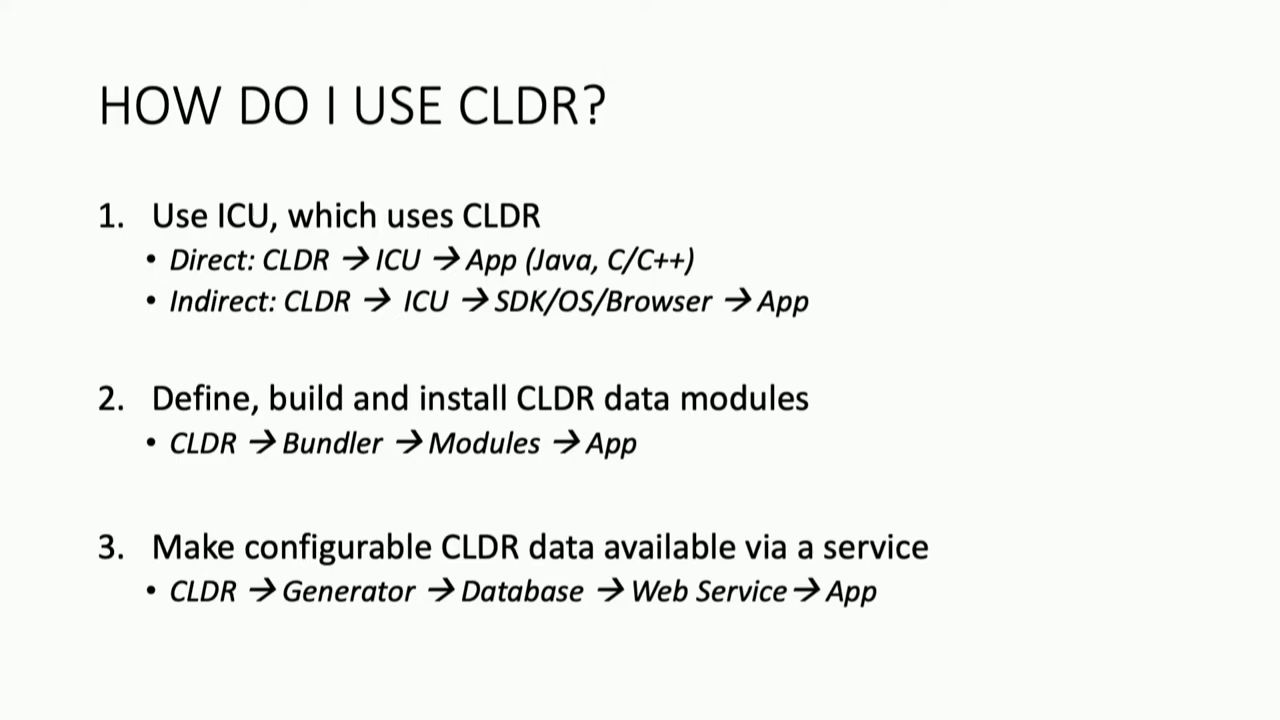 HOW DO I USE CLDR?
1. Use ICU, which uses CLDR
• Direct: CLDR → ICU → App (Java, C/C++)
• Indirect: CLDR → ICU → SDK/OS/Browser → App
2. Define, build and install CLDR data modules
• CLDR → Bundler → Modules → App
3. Make configurable CLDR data available via a service
• CLDR → Generator → Database → Web Service → App